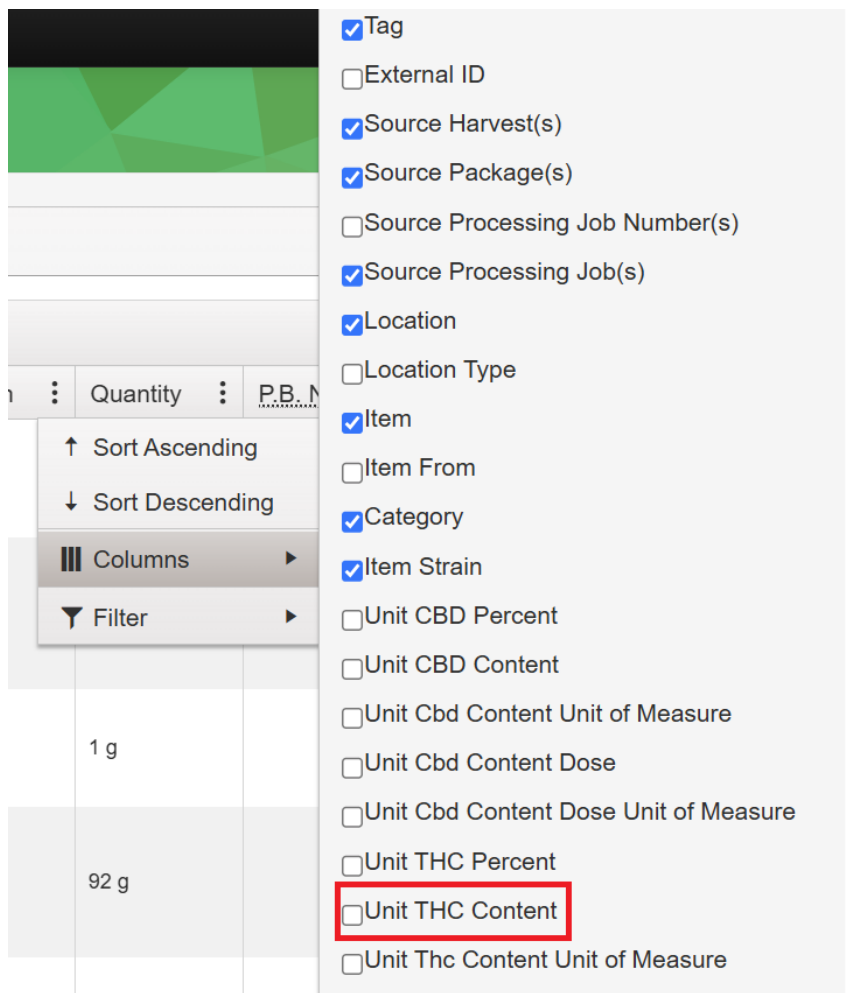 Tag
External ID
Source Harvest(s)
Source Package(s)
Source Processing Job Number(s)
Source Processing Job(s)
Location
Location Type
Item
Item From
Category
Item Strain
Unit CBD Percent
Unit CBD Content
Unit Cbd Content Unit of Measure
Unit Cbd Content Dose
Unit Cbd Content Dose Unit of Measure
Unit THC Percent
Unit THC Content
Unit Thc Content Unit of Measure
Quantity P.B.
Sort Ascending
Sort Descending
Columns
Filter
1 g
92 g